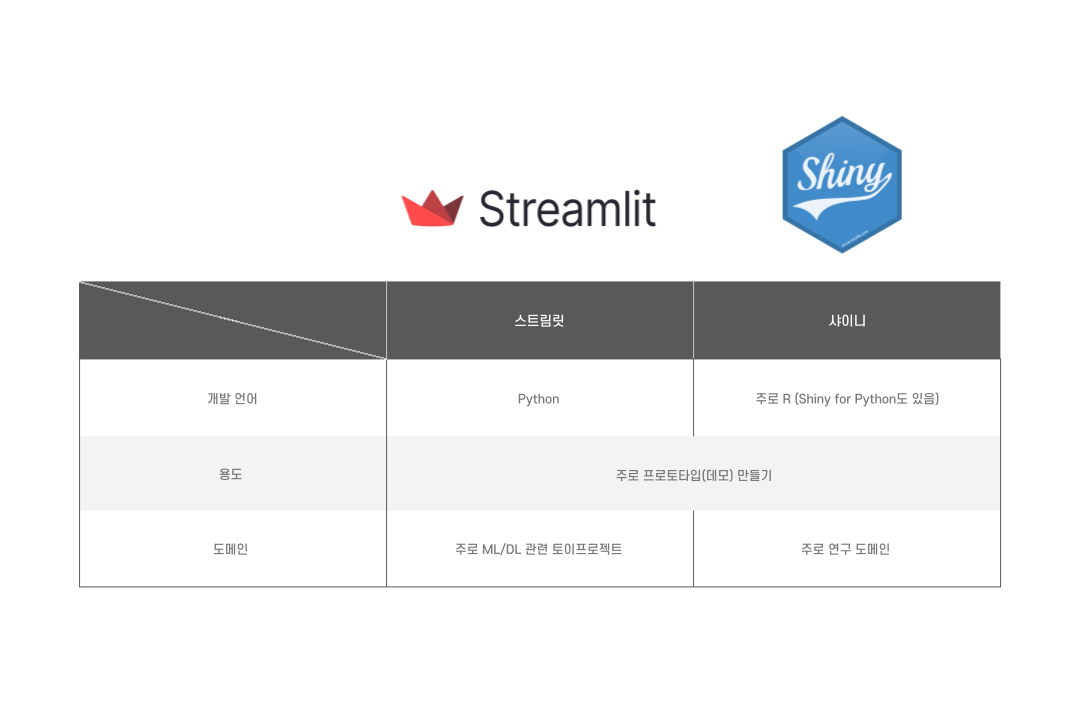 Streamlit
Shiny
스트림릿
샤이니
개발 언어
Python
주로 R (Shiny for Python도 있음)
용도
주로 프로토타입(데모) 만들기
도메인
주로 ML/DL 관련 토이프로젝트
주로 연구 도메인